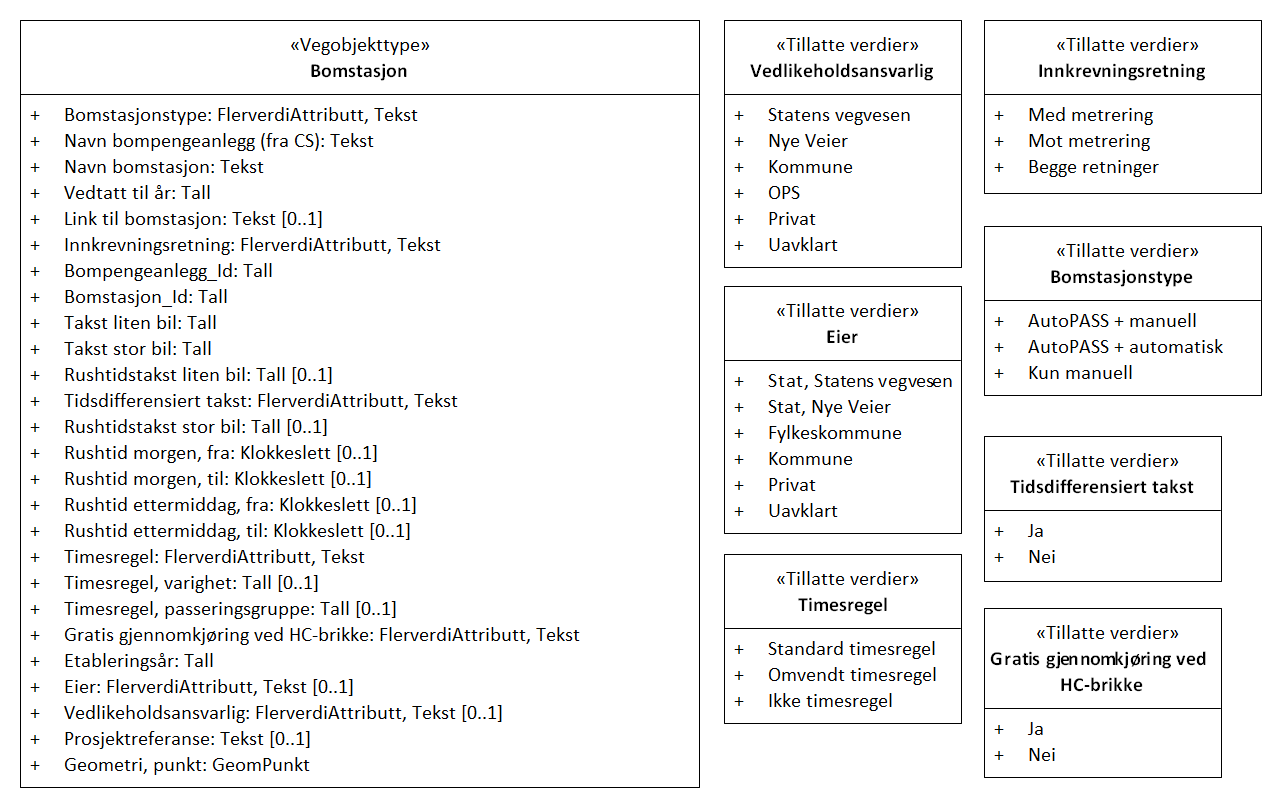 «Vegobjekttype»
Bomstasjon
+ Bomstasjonstype: FlerverdiAttributt, Tekst
+ Navn bompengeanlegg (fra CS): Tekst
+ Navn bomstasjon: Tekst
+ Vedtatt til år: Tall
+ Link til bomstasjon: Tekst [0..1]
+ Innkrevningsretning: FlerverdiAttributt, Tekst
+ Bompengeanlegg_Id: Tall
+ Bomstasjon_Id: Tall
+ Takst liten bil: Tall
+ Takst stor bil: Tall
+ Rushtidstakst liten bil: Tall [0..1]
+ Tidsdifferensiert takst: FlerverdiAttributt, Tekst
+ Rushtidstakst stor bil: Tall [0..1]
+ Rushtid morgen, fra: Klokkeslett [0..1]
+ Rushtid morgen, til: Klokkeslett [0..1]
+ Rushtid ettermiddag, fra: Klokkeslett [0..1]
+ Rushtid ettermiddag, til: Klokkeslett [0..1]
+ Timesregel: FlerverdiAttributt, Tekst
+ Timesregel, varighet: Tall [0..1]
+ Timesregel, passeringsgruppe: Tall [0..1]
+ Gratis gjennomkjøring ved HC-brikke: FlerverdiAttributt, Tekst
+ Etableringsår: Tall
+ Eier: FlerverdiAttributt, Tekst [0..1]
+ Vedlikeholdsansvarlig: FlerverdiAttributt, Tekst [0..1]
+ Prosjektreferanse: Tekst [0..1]
+ Geometri, punkt: GeomPunkt
«Tillatte verdier»
Vedlikeholdsansvarlig
+ Statens vegvesen
+ Nye Veier
+ Kommune
+ OPS
+ Privat
+ Uavklart
«Tillatte verdier»
Eier
+ Stat, Statens vegvesen
+ Stat, Nye Veier
+ Fylkeskommune
+ Kommune
+ Privat
+ Uavklart
«Tillatte verdier»
Timesregel
+ Standard timesregel
+ Omvendt timesregel
+ Ikke timesregel
«Tillatte verdier»
Innkrevningsretning
+ Med metrering
+ Mot metrering
+ Begge retninger
«Tillatte verdier»
Bomstasjonstype
+ AutoPASS + manuell
+ AutoPASS + automatisk
+ Kun manuell
«Tillatte verdier»
Tidsdifferensiert takst
+ Ja
+ Nei
«Tillatte verdier»
Gratis gjennomkjøring ved
HC-brikke
+ Ja
+ Nei